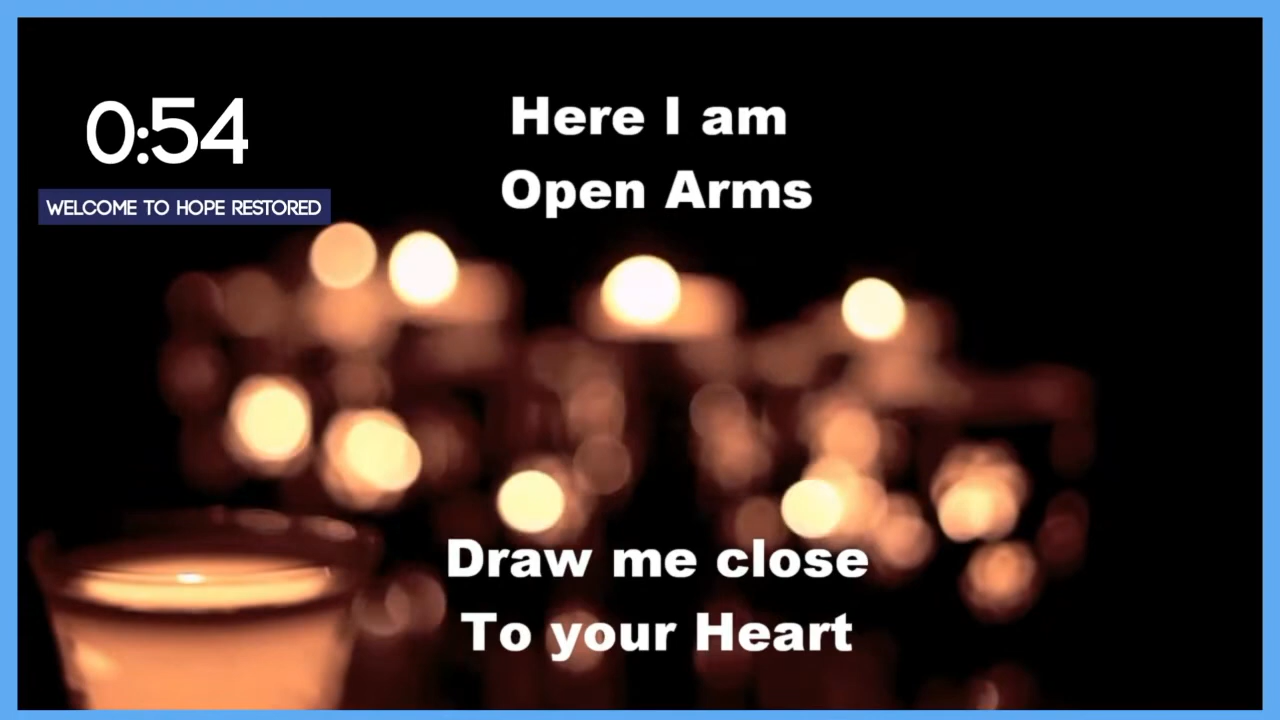 0:54
WELCOME TO HOPE RESTORED
Here I am
Open Arms
Draw me close
To your Heart